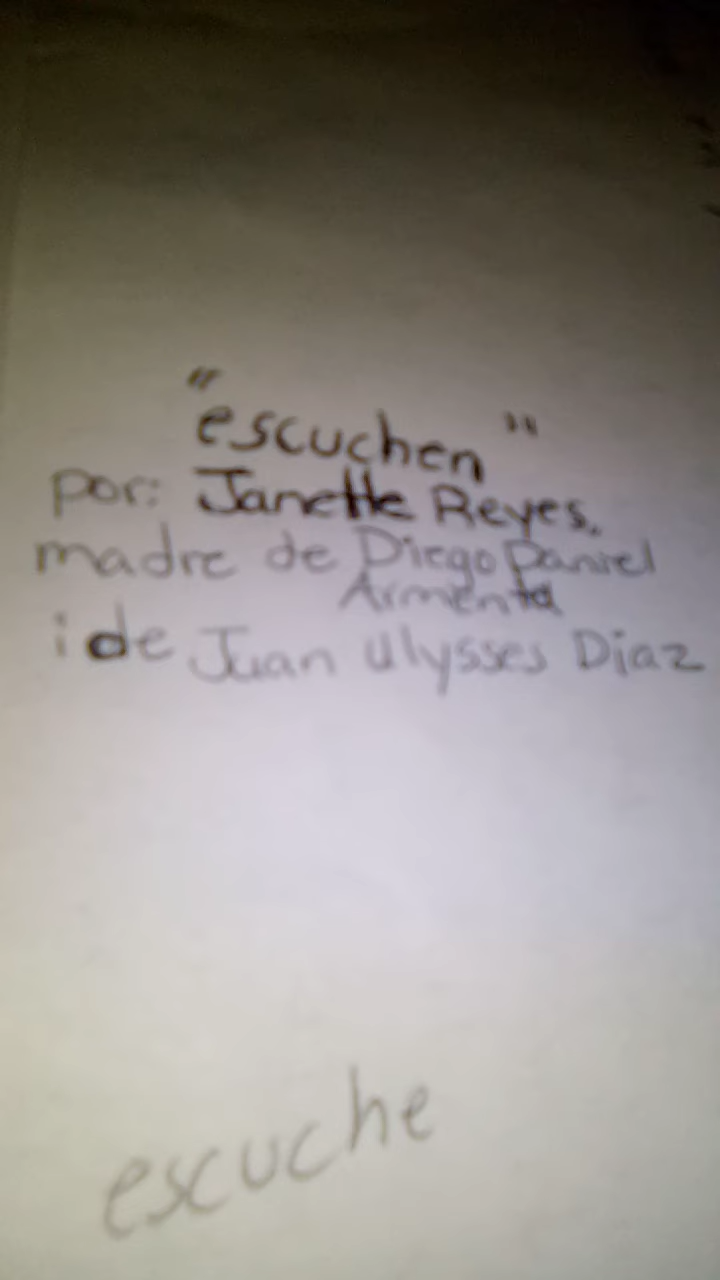 "escuchen"
por: Janette Reyes,
madre de Diego Daniel
Armenta
i de Juan Ulysses Diaz
escuche